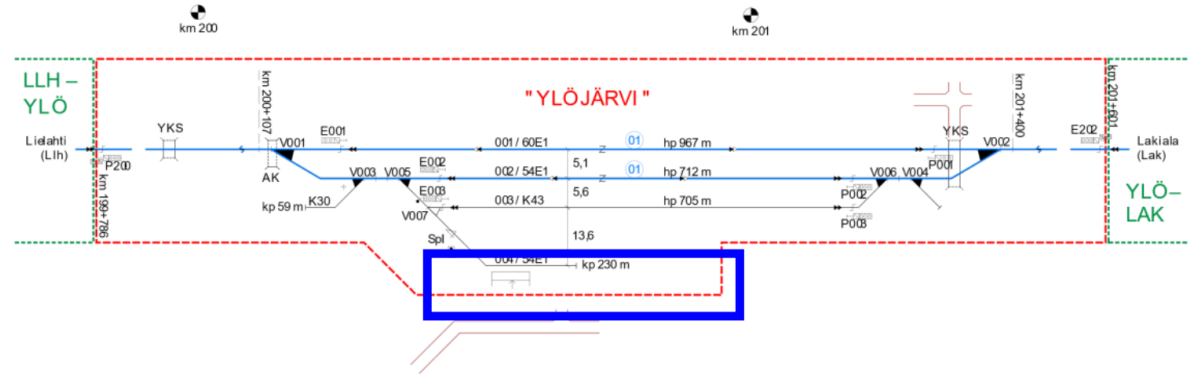 km 200
km 201
LLH –
YLÖ
" YLÖJÄRVI "
km 200+107
km 201+400
km 201+601
YKS
E001
001 / 60E1
01
hp 967 m
YKS
E202
Lielahti
(Llh)
V001
P001
V002
Lakiala
(Lak)
P200
AK
E002
5,1
km 199+786
V003
V005
002 / 54E1
01
hp 712 m
V006
V004
YLÖ–
LAK
E003
5,6
P002
kp 59 m
K30
003 / K43
hp 705 m
V007
P003
Spl
13,6
004 / 54E1
kp 230 m